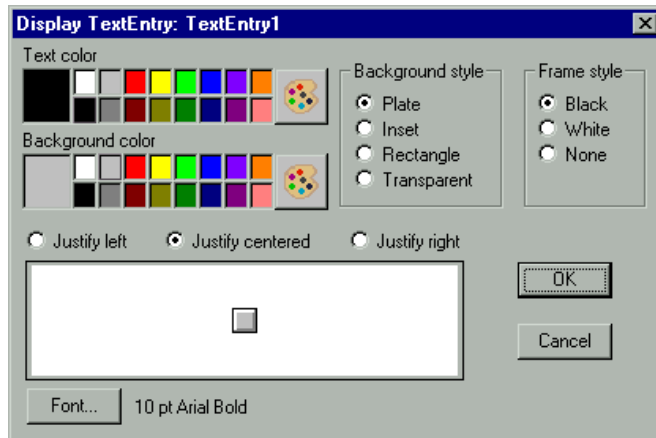 Display TextEntry: TextEntry1
Text color
Background color
Background style
Plate
Inset
Rectangle
Transparent
Frame style
Black
White
None
Justify left
Justify centered
Justify right
OK
Cancel
Font...
10 pt Arial Bold